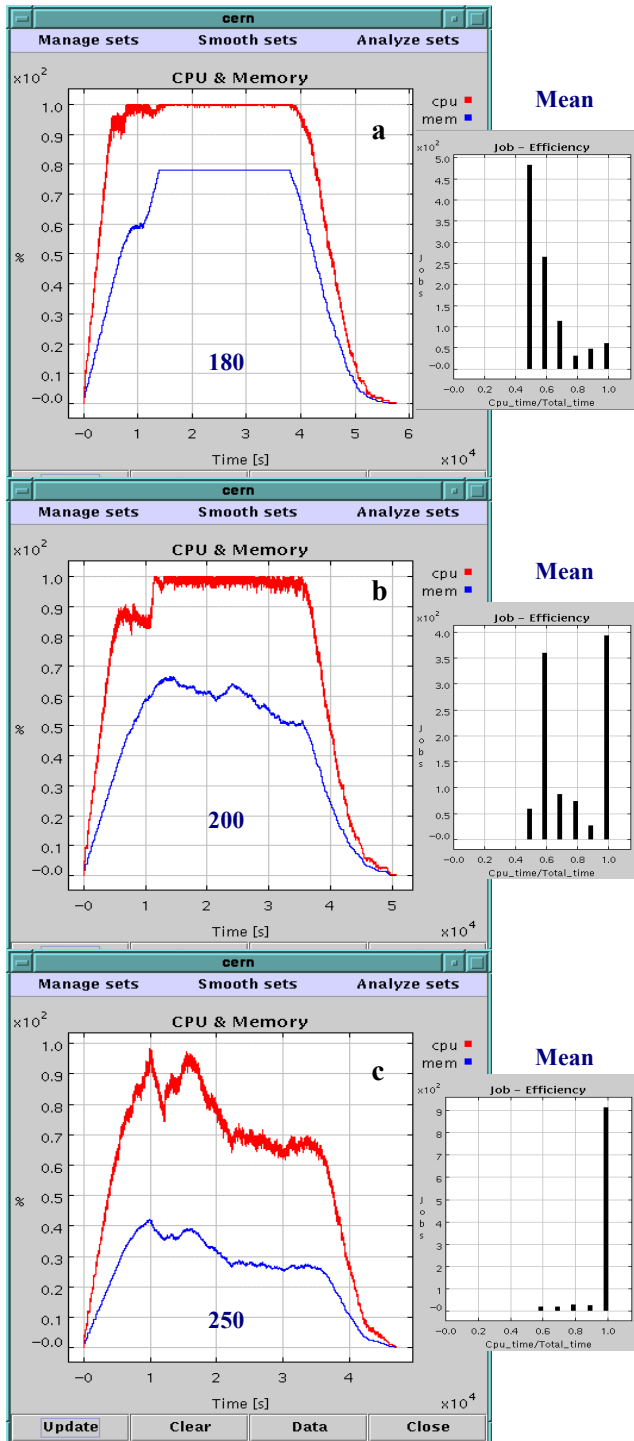 cern
Manage sets Smooth sets Analyze sets
CPU & Memory
×10²
cpu
mem
a
Mean
1.0
0.9
0.8
0.7
0.6
%
0.5
0.4
0.3
0.2
0.1
-0.0
180
-0 1 2 3 4 5 6
Time [s]
×10⁴
Job - Efficiency
×10²
5.0
4.5
4.0
3.5
3.0
2.5
2.0
1.5
1.0
0.5
-0.0
Jobs
-0.0 0.2 0.4 0.6 0.8 1.0
Cpu_time/Total_time
cern
Manage sets Smooth sets Analyze sets
CPU & Memory
×10²
cpu
mem
b
Mean
1.0
0.9
0.8
0.7
0.6
%
0.5
0.4
0.3
0.2
0.1
-0.0
200
-0 1 2 3 4 5
Time [s]
×10⁴
Job - Efficiency
×10²
4.0
3.5
3.0
2.5
2.0
1.5
1.0
0.5
-0.0
Jobs
-0.0 0.2 0.4 0.6 0.8 1.0
Cpu_time/Total_time
cern
Manage sets Smooth sets Analyze sets
CPU & Memory
×10²
cpu
mem
c
Mean
1.0
0.9
0.8
0.7
0.6
%
0.5
0.4
0.3
0.2
0.1
-0.0
250
-0 1 2 3 4
Time [s]
×10⁴
Job - Efficiency
×10²
9
8
7
6
5
4
3
2
1
-0
Jobs
-0.0 0.2 0.4 0.6 0.8 1.0
Cpu_time/Total_time
Update Clear Data Close